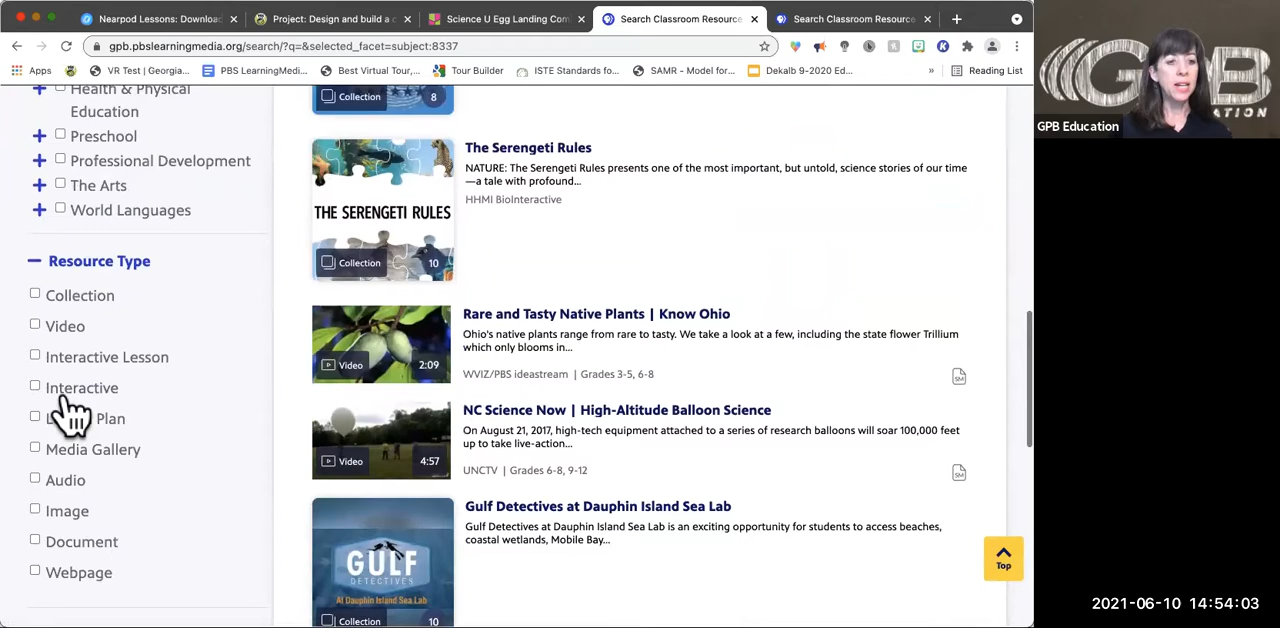 Nearpod Lessons: Download
Project: Design and build a c
Science U Egg Landing Com
Search Classroom Resource
Search Classroom Resource
gpb.pbslearningmedia.org/search/?q=&selected_facet=subject:8337
Apps
VR Test | Georgia...
PBS LearningMedi...
Best Virtual Tour,...
Tour Builder
ISTE Standards fo...
SAMR - Model for...
Dekalb 9-2020 Ed...
»
Reading List
GPB Education
Health & Physical
Education
Preschool
Professional Development
The Arts
World Languages
Resource Type
Collection
Video
Interactive Lesson
Interactive
Plan
Media Gallery
Audio
Image
Document
Webpage
Collection 8
The Serengeti Rules
NATURE: The Serengeti Rules presents one of the most important, but untold, science stories of our time
—a tale with profound...
HHMI BioInteractive
THE SERENGETI RULES
Collection 10
Rare and Tasty Native Plants | Know Ohio
Ohio's native plants range from rare to tasty. We take a look at a few, including the state flower Trillium
which only blooms in...
WVIZ/PBS ideastream | Grades 3-5, 6-8
Video 2:09
SM
NC Science Now | High-Altitude Balloon Science
On August 21, 2017, high-tech equipment attached to a series of research balloons will soar 100,000 feet
up to take live-action...
UNCTV | Grades 6-8, 9-12
Video 4:57
SM
Gulf Detectives at Dauphin Island Sea Lab
Gulf Detectives at Dauphin Island Sea Lab is an exciting opportunity for students to access beaches,
coastal wetlands, Mobile Bay...
GULF
DETECTIVES
At Dauphin Island Sea Lab
Collection 10
Top
2021-06-10 14:54:03